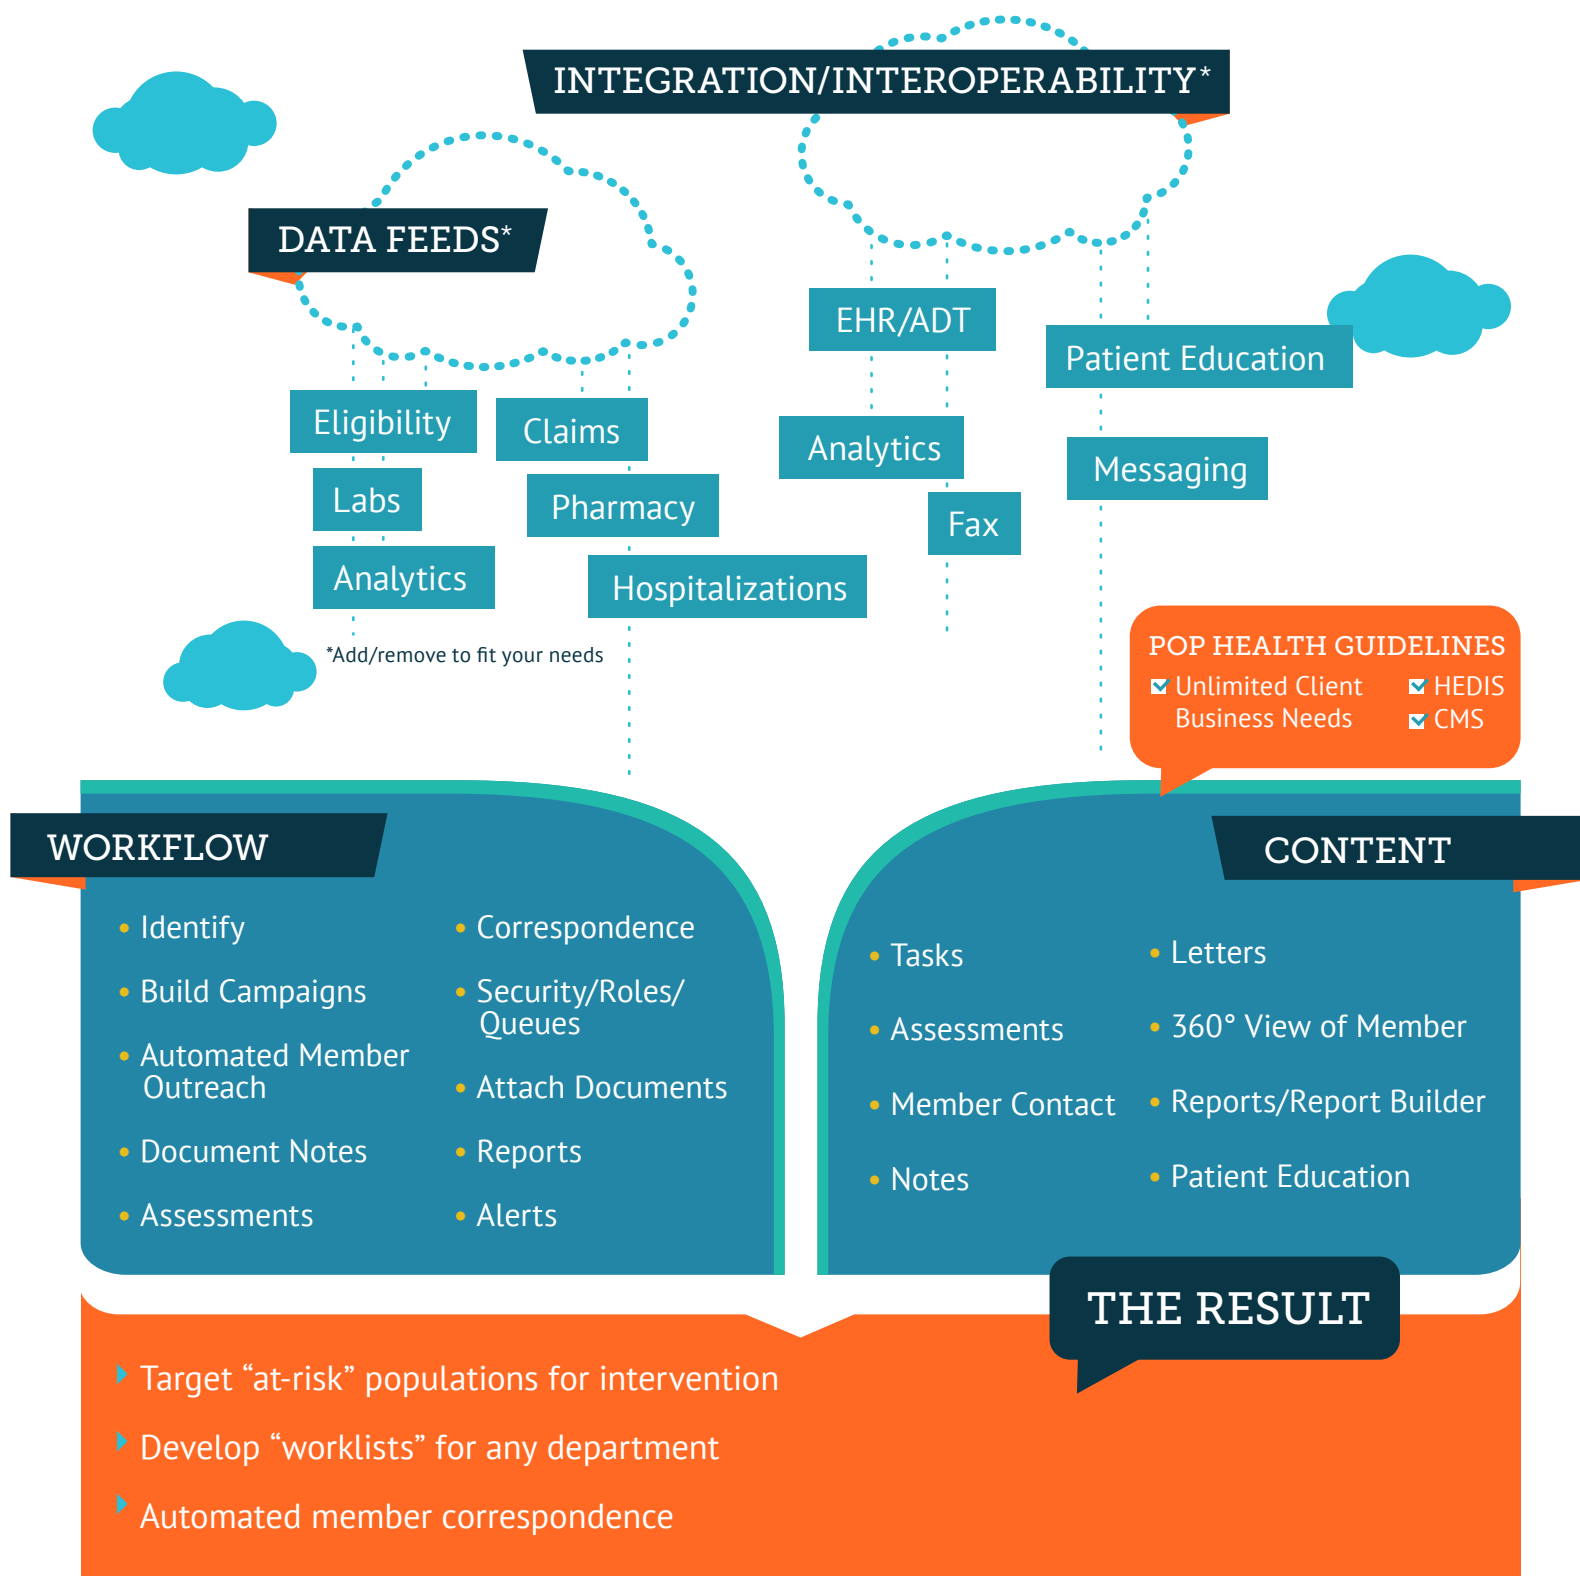 INTEGRATION/INTEROPERABILITY*
DATA FEEDS*
Eligibility
Labs
Analytics
Claims
Pharmacy
Hospitalizations
*Add/remove to fit your needs
EHR/ADT
Analytics
Fax
Patient Education
Messaging
POP HEALTH GUIDELINES
Unlimited Client
Business Needs
HEDIS
CMS
WORKFLOW
• Identify
• Build Campaigns
• Automated Member
Outreach
• Document Notes
• Assessments
• Correspondence
• Security/Roles/
Queues
• Attach Documents
• Reports
• Alerts
CONTENT
• Tasks
• Assessments
• Member Contact
• Notes
• Letters
• 360° View of Member
• Reports/Report Builder
• Patient Education
THE RESULT
Target “at-risk” populations for intervention
Develop “worklists” for any department
Automated member correspondence